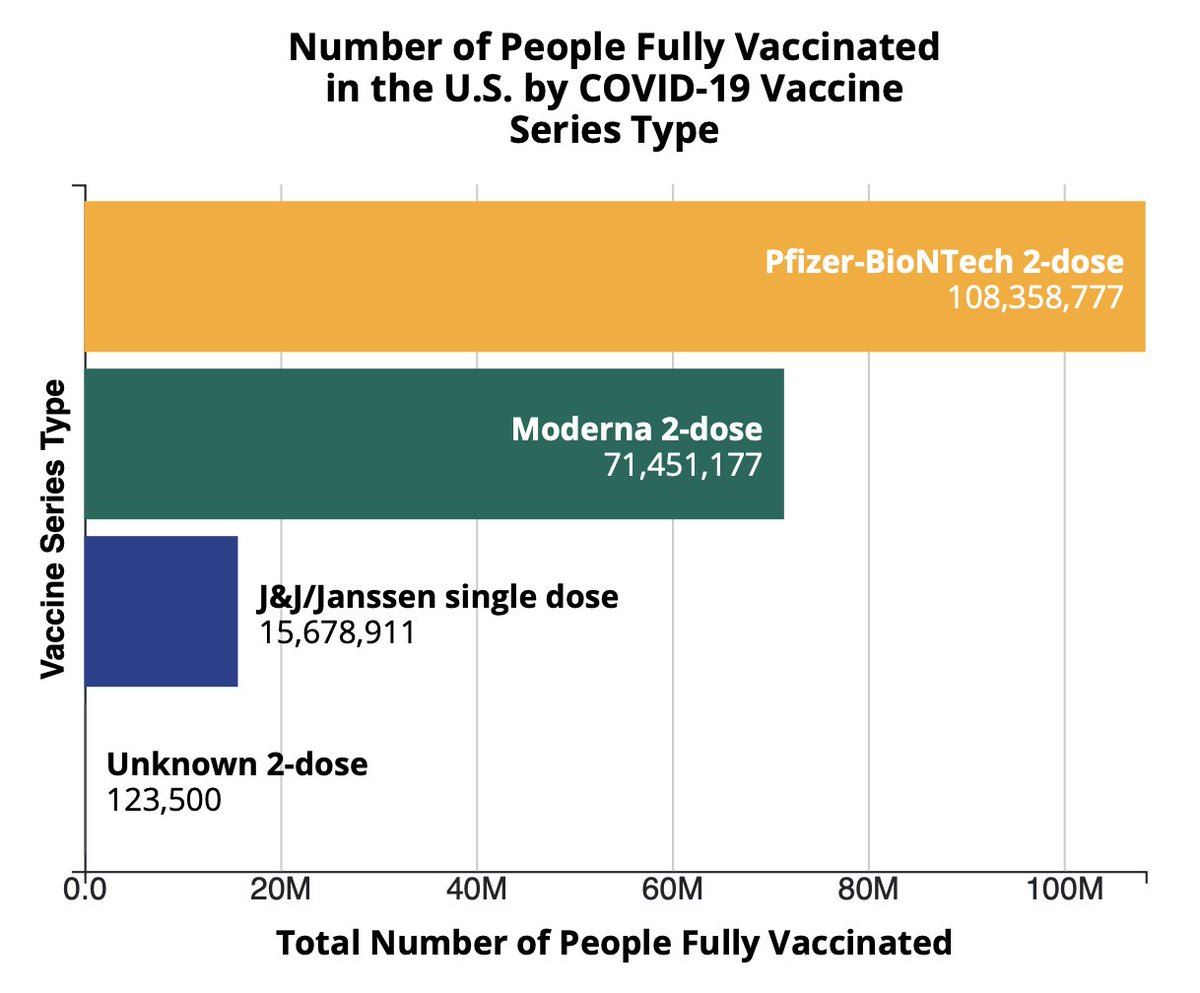 Number of People Fully Vaccinated
in the U.S. by COVID-19 Vaccine
Series Type
Vaccine Series Type
Pfizer-BioNTech 2-dose
108,358,777
Moderna 2-dose
71,451,177
J&J/Janssen single dose
15,678,911
Unknown 2-dose
123,500
0.0 20M 40M 60M 80M 100M
Total Number of People Fully Vaccinated